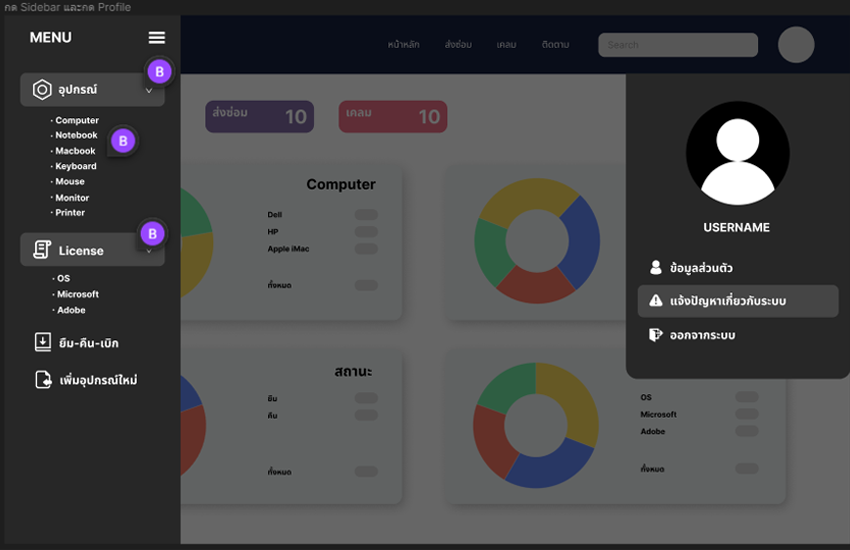 กด Sidebar และกด Profile
MENU
หน้าหลัก
ส่งซ่อม
เคลม
ติดตาม
Search
B
อุปกรณ์
· Computer
· Notebook
B
· Macbook
· Keyboard
· Mouse
· Monitor
· Printer
B
License
· OS
· Microsoft
· Adobe
ยืม-คืน-เบิก
เพิ่มอุปกรณ์ใหม่
ส่งซ่อม 10
เคลม 10
Computer
Dell
HP
Apple iMac
ทั้งหมด
สถานะ
ยืม
คืน
ทั้งหมด
USERNAME
ข้อมูลส่วนตัว
แจ้งปัญหาเกี่ยวกับระบบ
ออกจากระบบ
OS
Microsoft
Adobe
ทั้งหมด